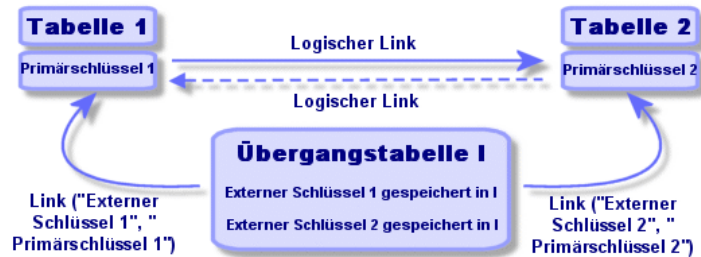 Tabelle 1
Tabelle 2
Primärschlüssel 1
Logischer Link
Primärschlüssel 2
Logischer Link
Übergangstabelle I
Externer Schlüssel 1 gespeichert in I
Externer Schlüssel 2 gespeichert in I
Link ("Externer
Schlüssel 1", "
Primärschlüssel 1")
Link ("Externer
Schlüssel 2", "
Primärschlüssel 2")